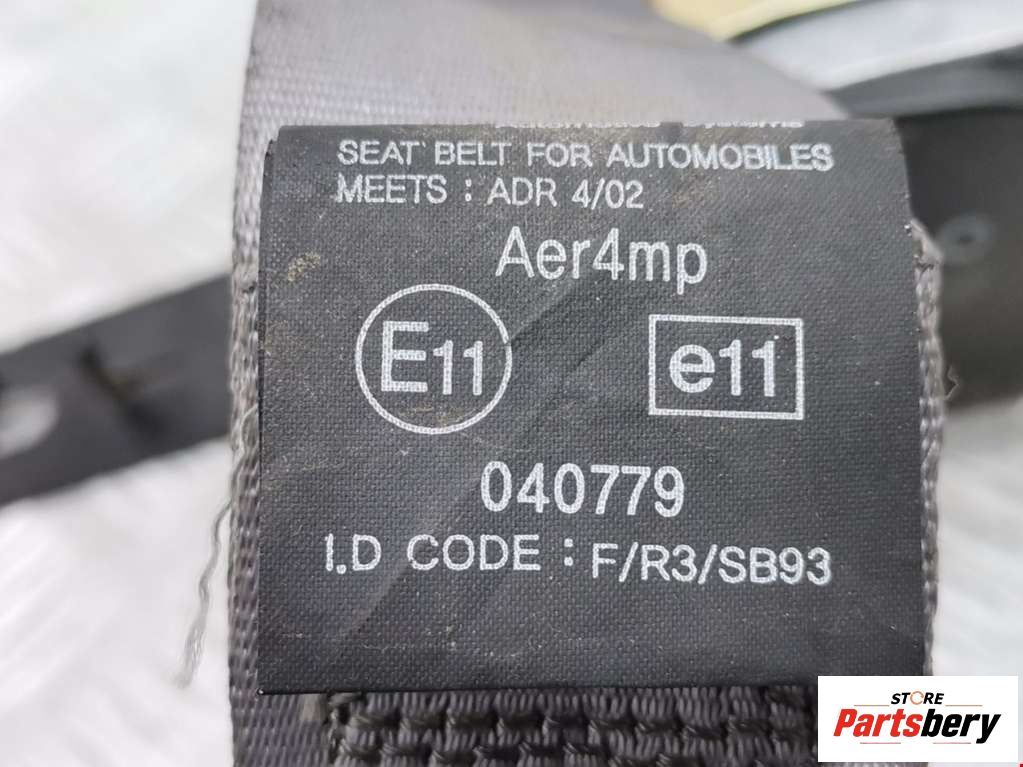 SEAT BELT FOR AUTOMOBILES
MEETS : ADR 4/02
Aer4mp
E11 e11
040779
I.D CODE : F/R3/SB93
STORE
Partsbery